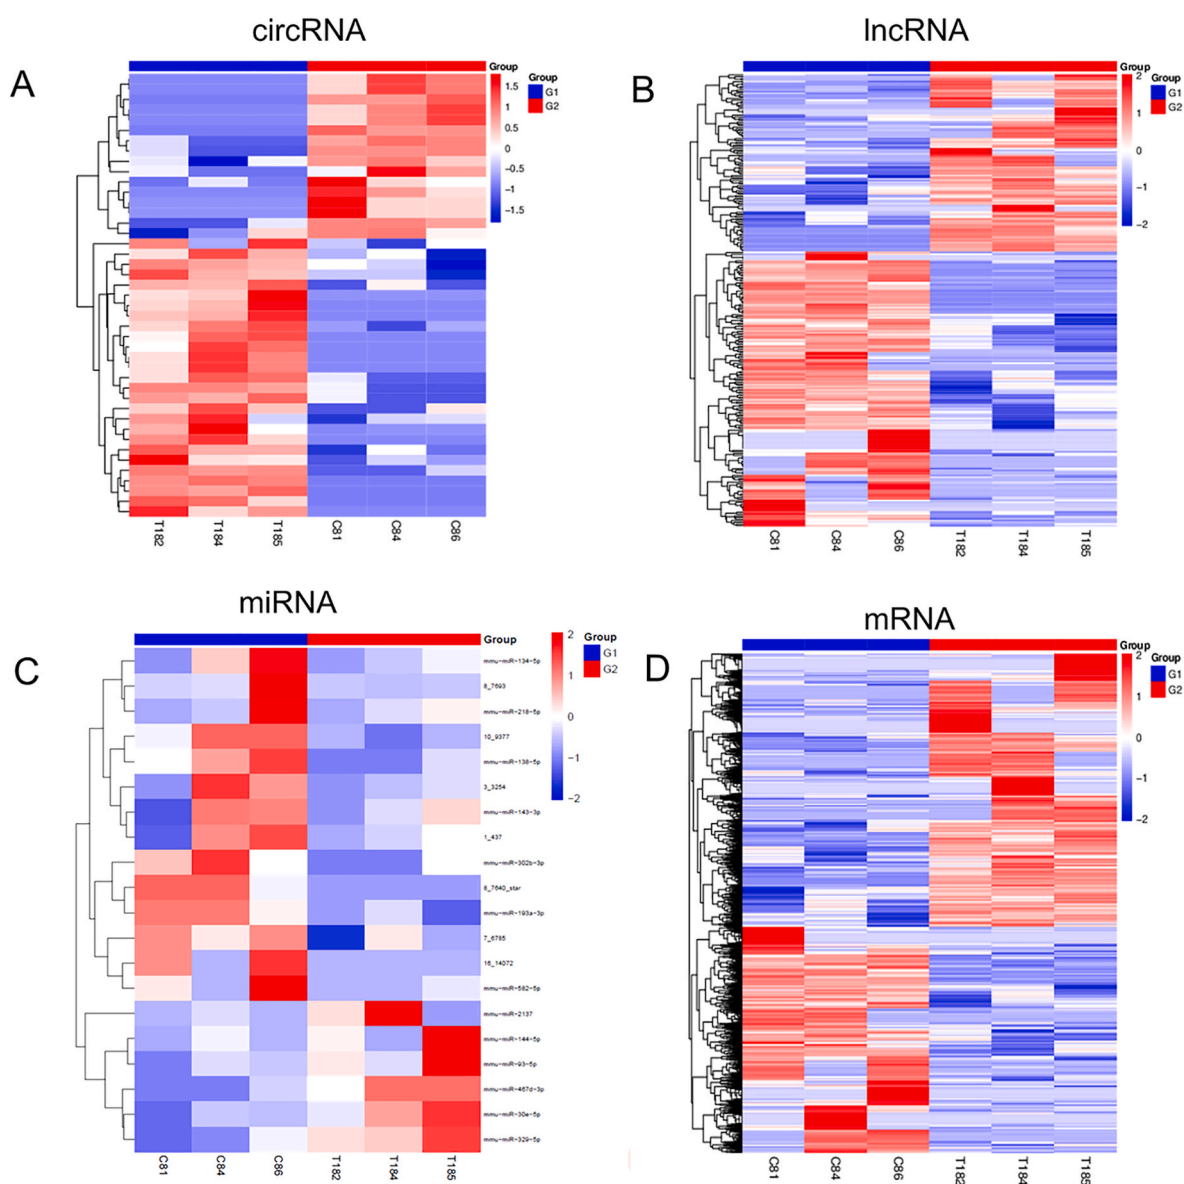 circRNA
A
Group
1.5
1
0.5
0
−0.5
−1
−1.5
Group
G1
G2
T182
T184
T185
C81
C84
C86
lncRNA
B
Group
2
1
0
−1
−2
Group
G1
G2
C81
C84
C86
T182
T184
T185
miRNA
C
Group
2
1
0
−1
−2
Group
G1
G2
mmu−miR−134−5p
8_7693
mmu−miR−218−5p
10_9377
mmu−miR−138−5p
3_3254
mmu−miR−143−3p
1_437
mmu−miR−302b−3p
8_7640_star
mmu−miR−193a−3p
7_6785
16_14072
mmu−miR−582−5p
mmu−miR−2137
mmu−miR−144−5p
mmu−miR−93−5p
mmu−miR−467d−3p
mmu−miR−30e−5p
mmu−miR−329−5p
C81
C84
C86
T182
T184
T185
mRNA
D
Group
2
1
0
−1
−2
Group
G1
G2
C81
C84
C86
T182
T184
T185